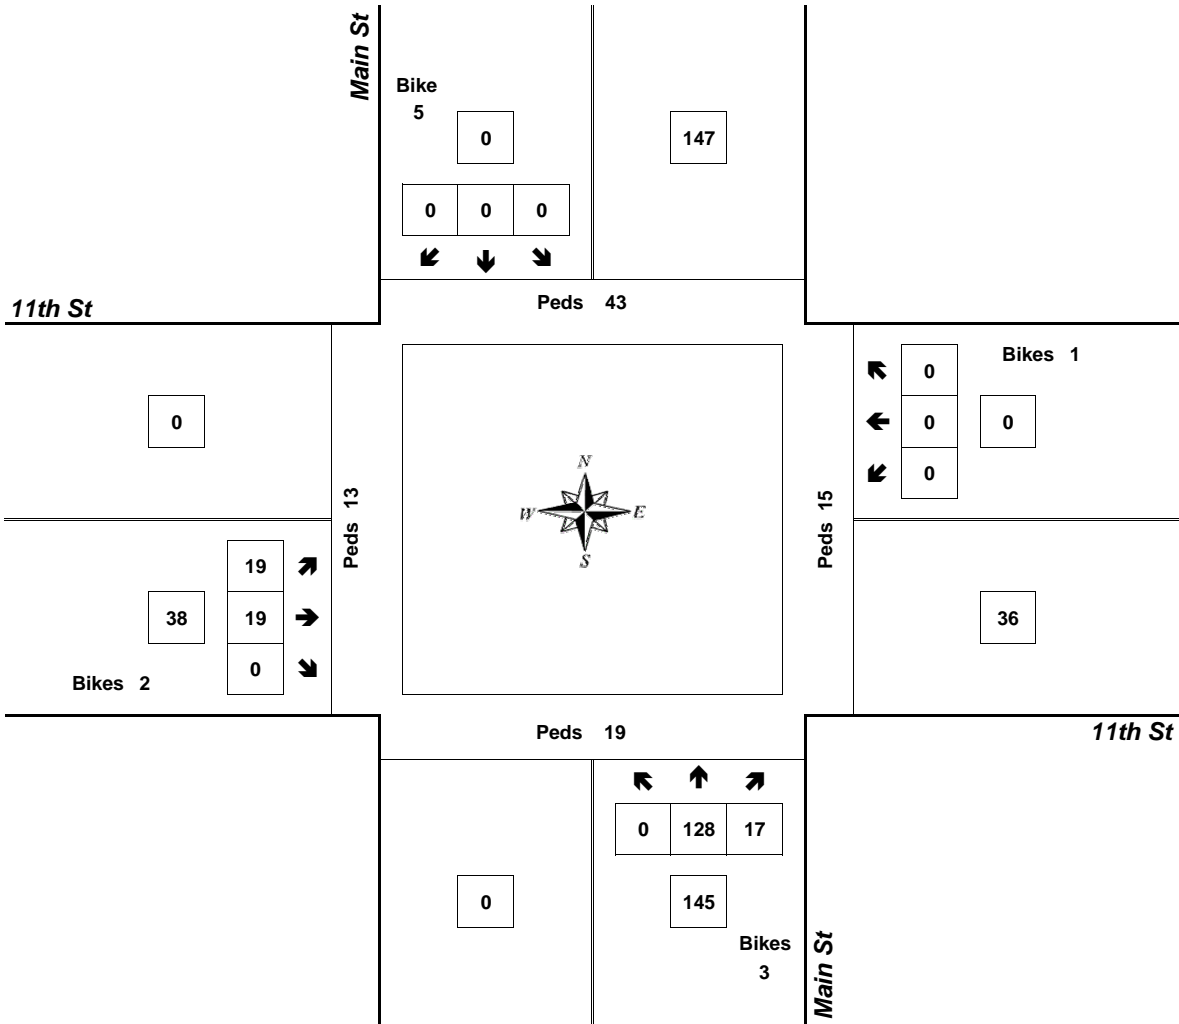 Main St
Bike
5
0
147
0 0 0
Peds 43
11th St
Bikes 1
0
0
0
0
0
N
W E
S
Peds 13
Peds 15
19
38
19
0
36
Bikes 2
Peds 19
11th St
0 128 17
0
145
Bikes
3
Main St